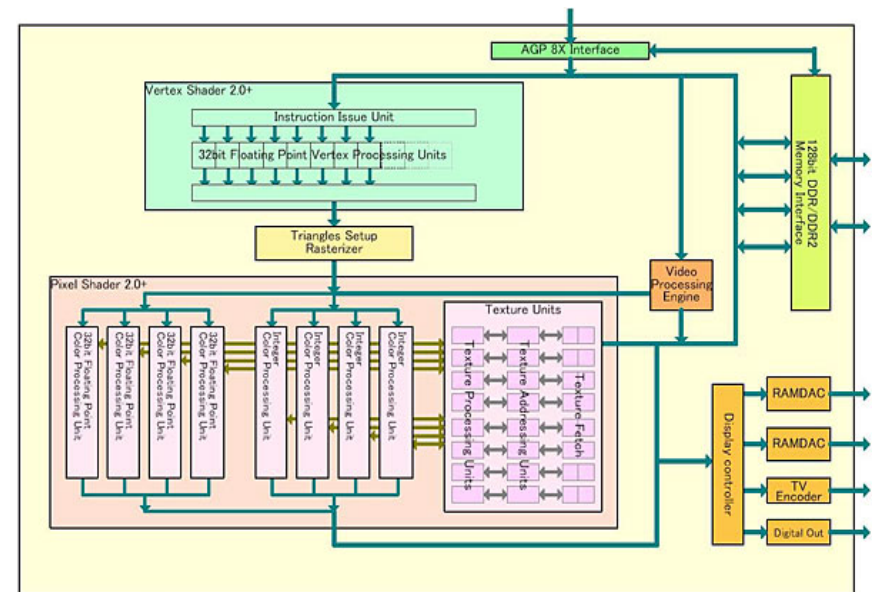 AGP 8X Interface
Vertex Shader 2.0+
Instruction Issue Unit
32bit Floating Point Vertex Processing Units
128bit DDR/DDR2
Memory Interface
Triangles Setup
Rasterizer
Video
Processing
Engine
Pixel Shader 2.0+
Texture Units
32bit Floating Point
Color Processing Unit
32bit Floating Point
Color Processing Unit
32bit Floating Point
Color Processing Unit
32bit Floating Point
Color Processing Unit
Integer
Color Processing Unit
Integer
Color Processing Unit
Integer
Color Processing Unit
Integer
Color Processing Unit
Texture Processing Units
Texture Addressing Units
Texture Fetch
Display controller
RAMDAC
RAMDAC
TV
Encoder
Digital Out